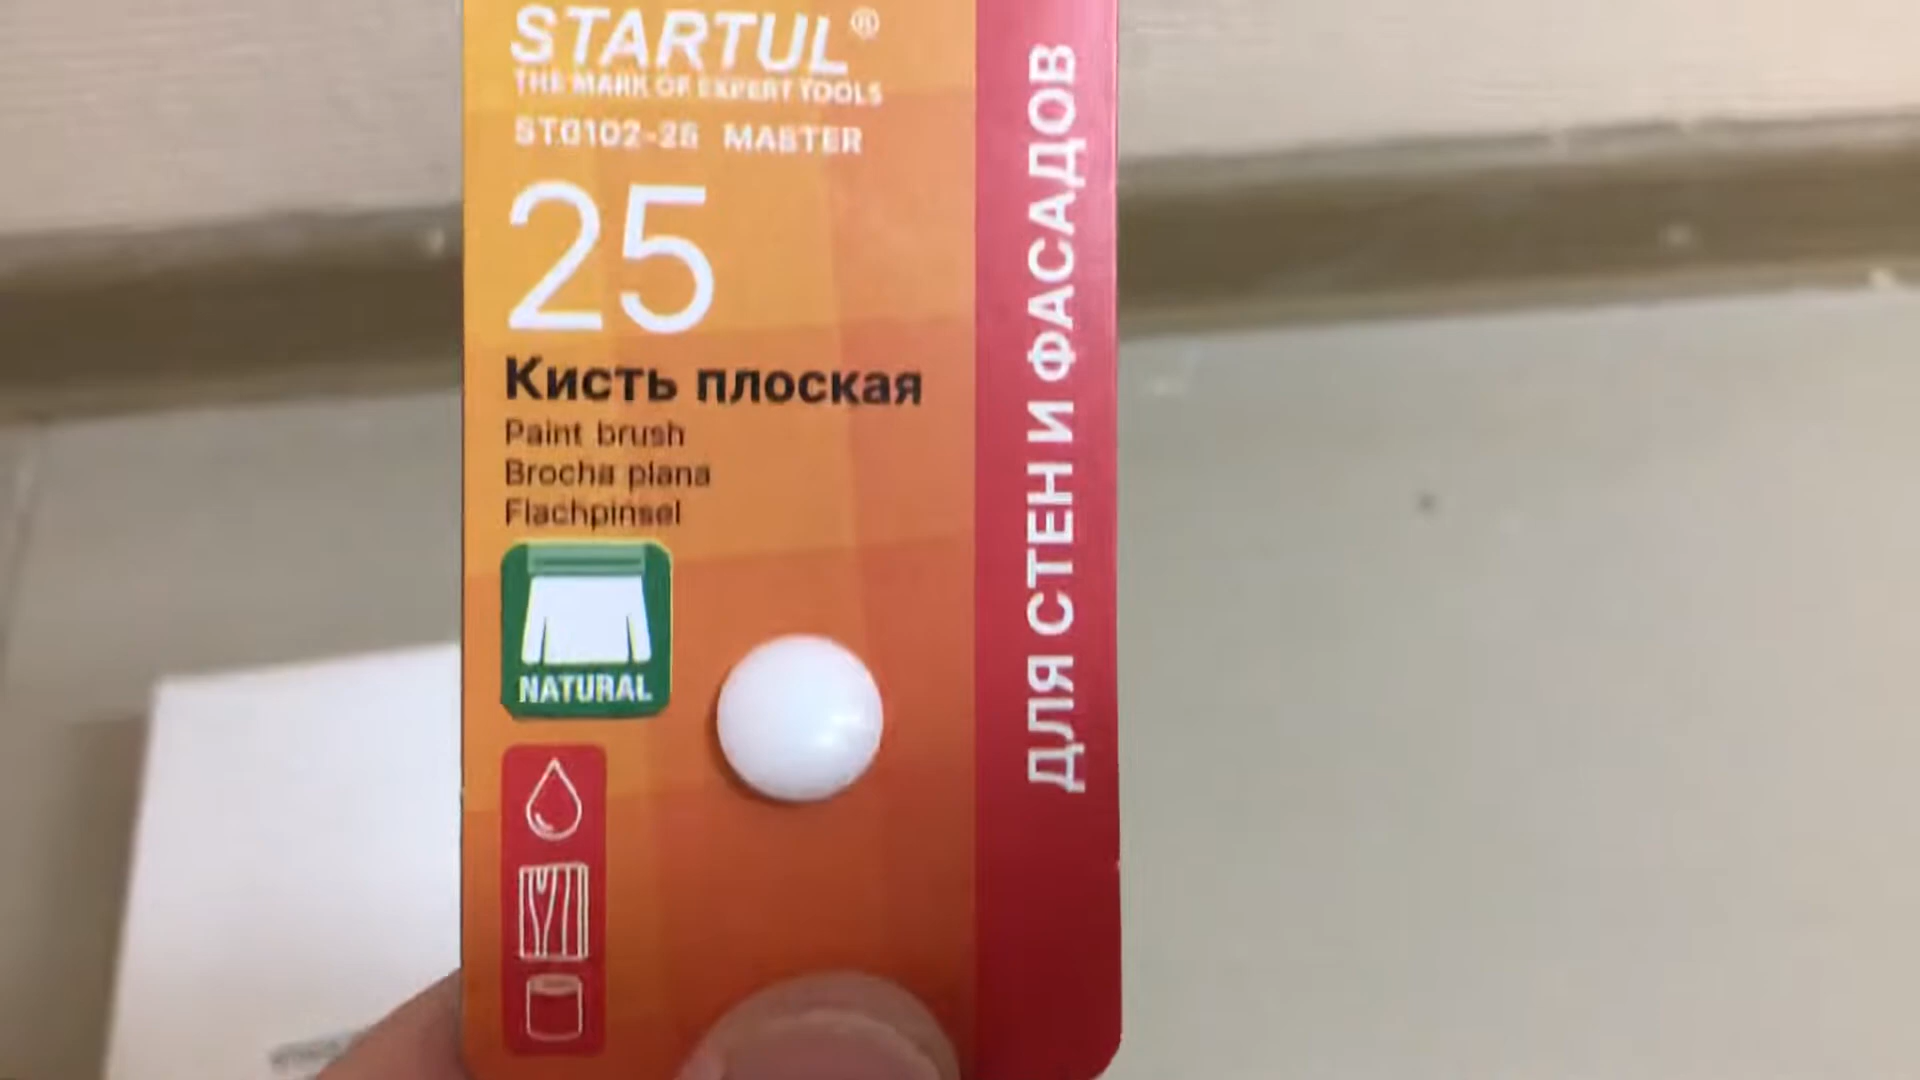 STARTUL®
THE MARK OF EXPERT TOOLS
ST0102-25 MASTER
25
Кисть плоская
Paint brush
Brocha plana
Flachpinsel
NATURAL
ДЛЯ СТЕН И ФАСАДОВ